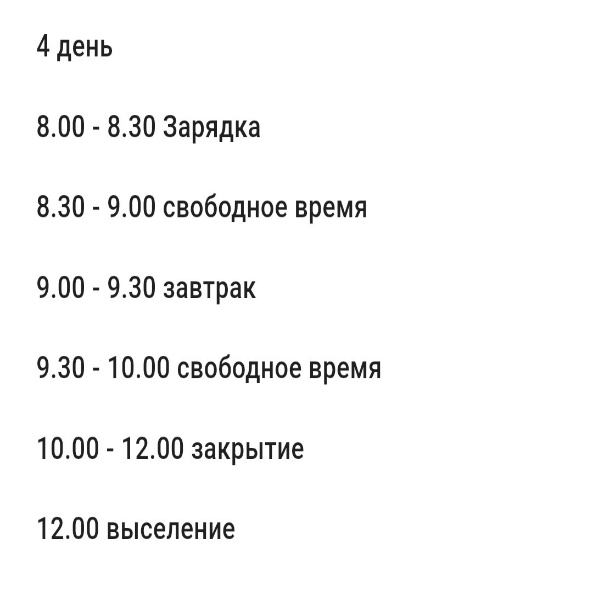 4 день
8.00 - 8.30 Зарядка
8.30 - 9.00 свободное время
9.00 - 9.30 завтрак
9.30 - 10.00 свободное время
10.00 - 12.00 закрытие
12.00 выселение